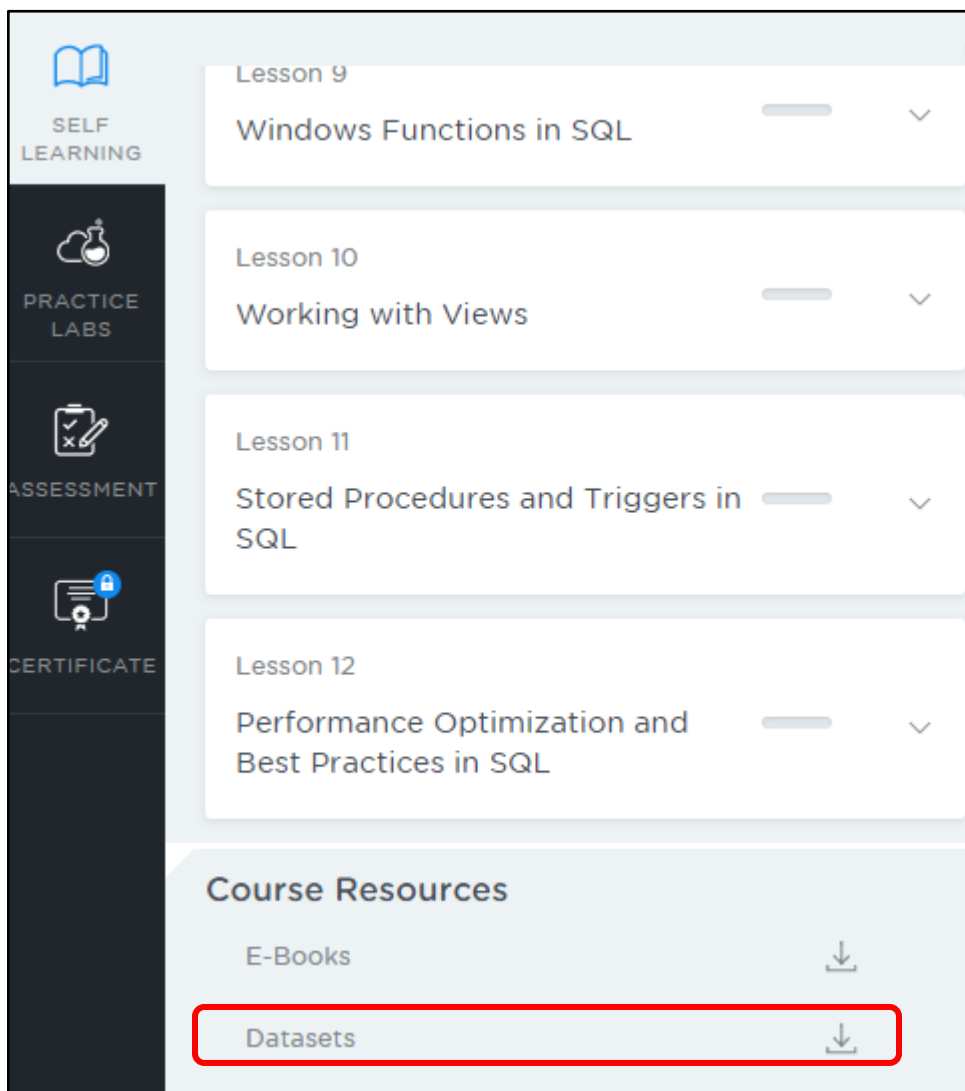 SELF
LEARNING
PRACTICE
LABS
ASSESSMENT
CERTIFICATE
Lesson 9
Windows Functions in SQL
Lesson 10
Working with Views
Lesson 11
Stored Procedures and Triggers in
SQL
Lesson 12
Performance Optimization and
Best Practices in SQL
Course Resources
E-Books
Datasets